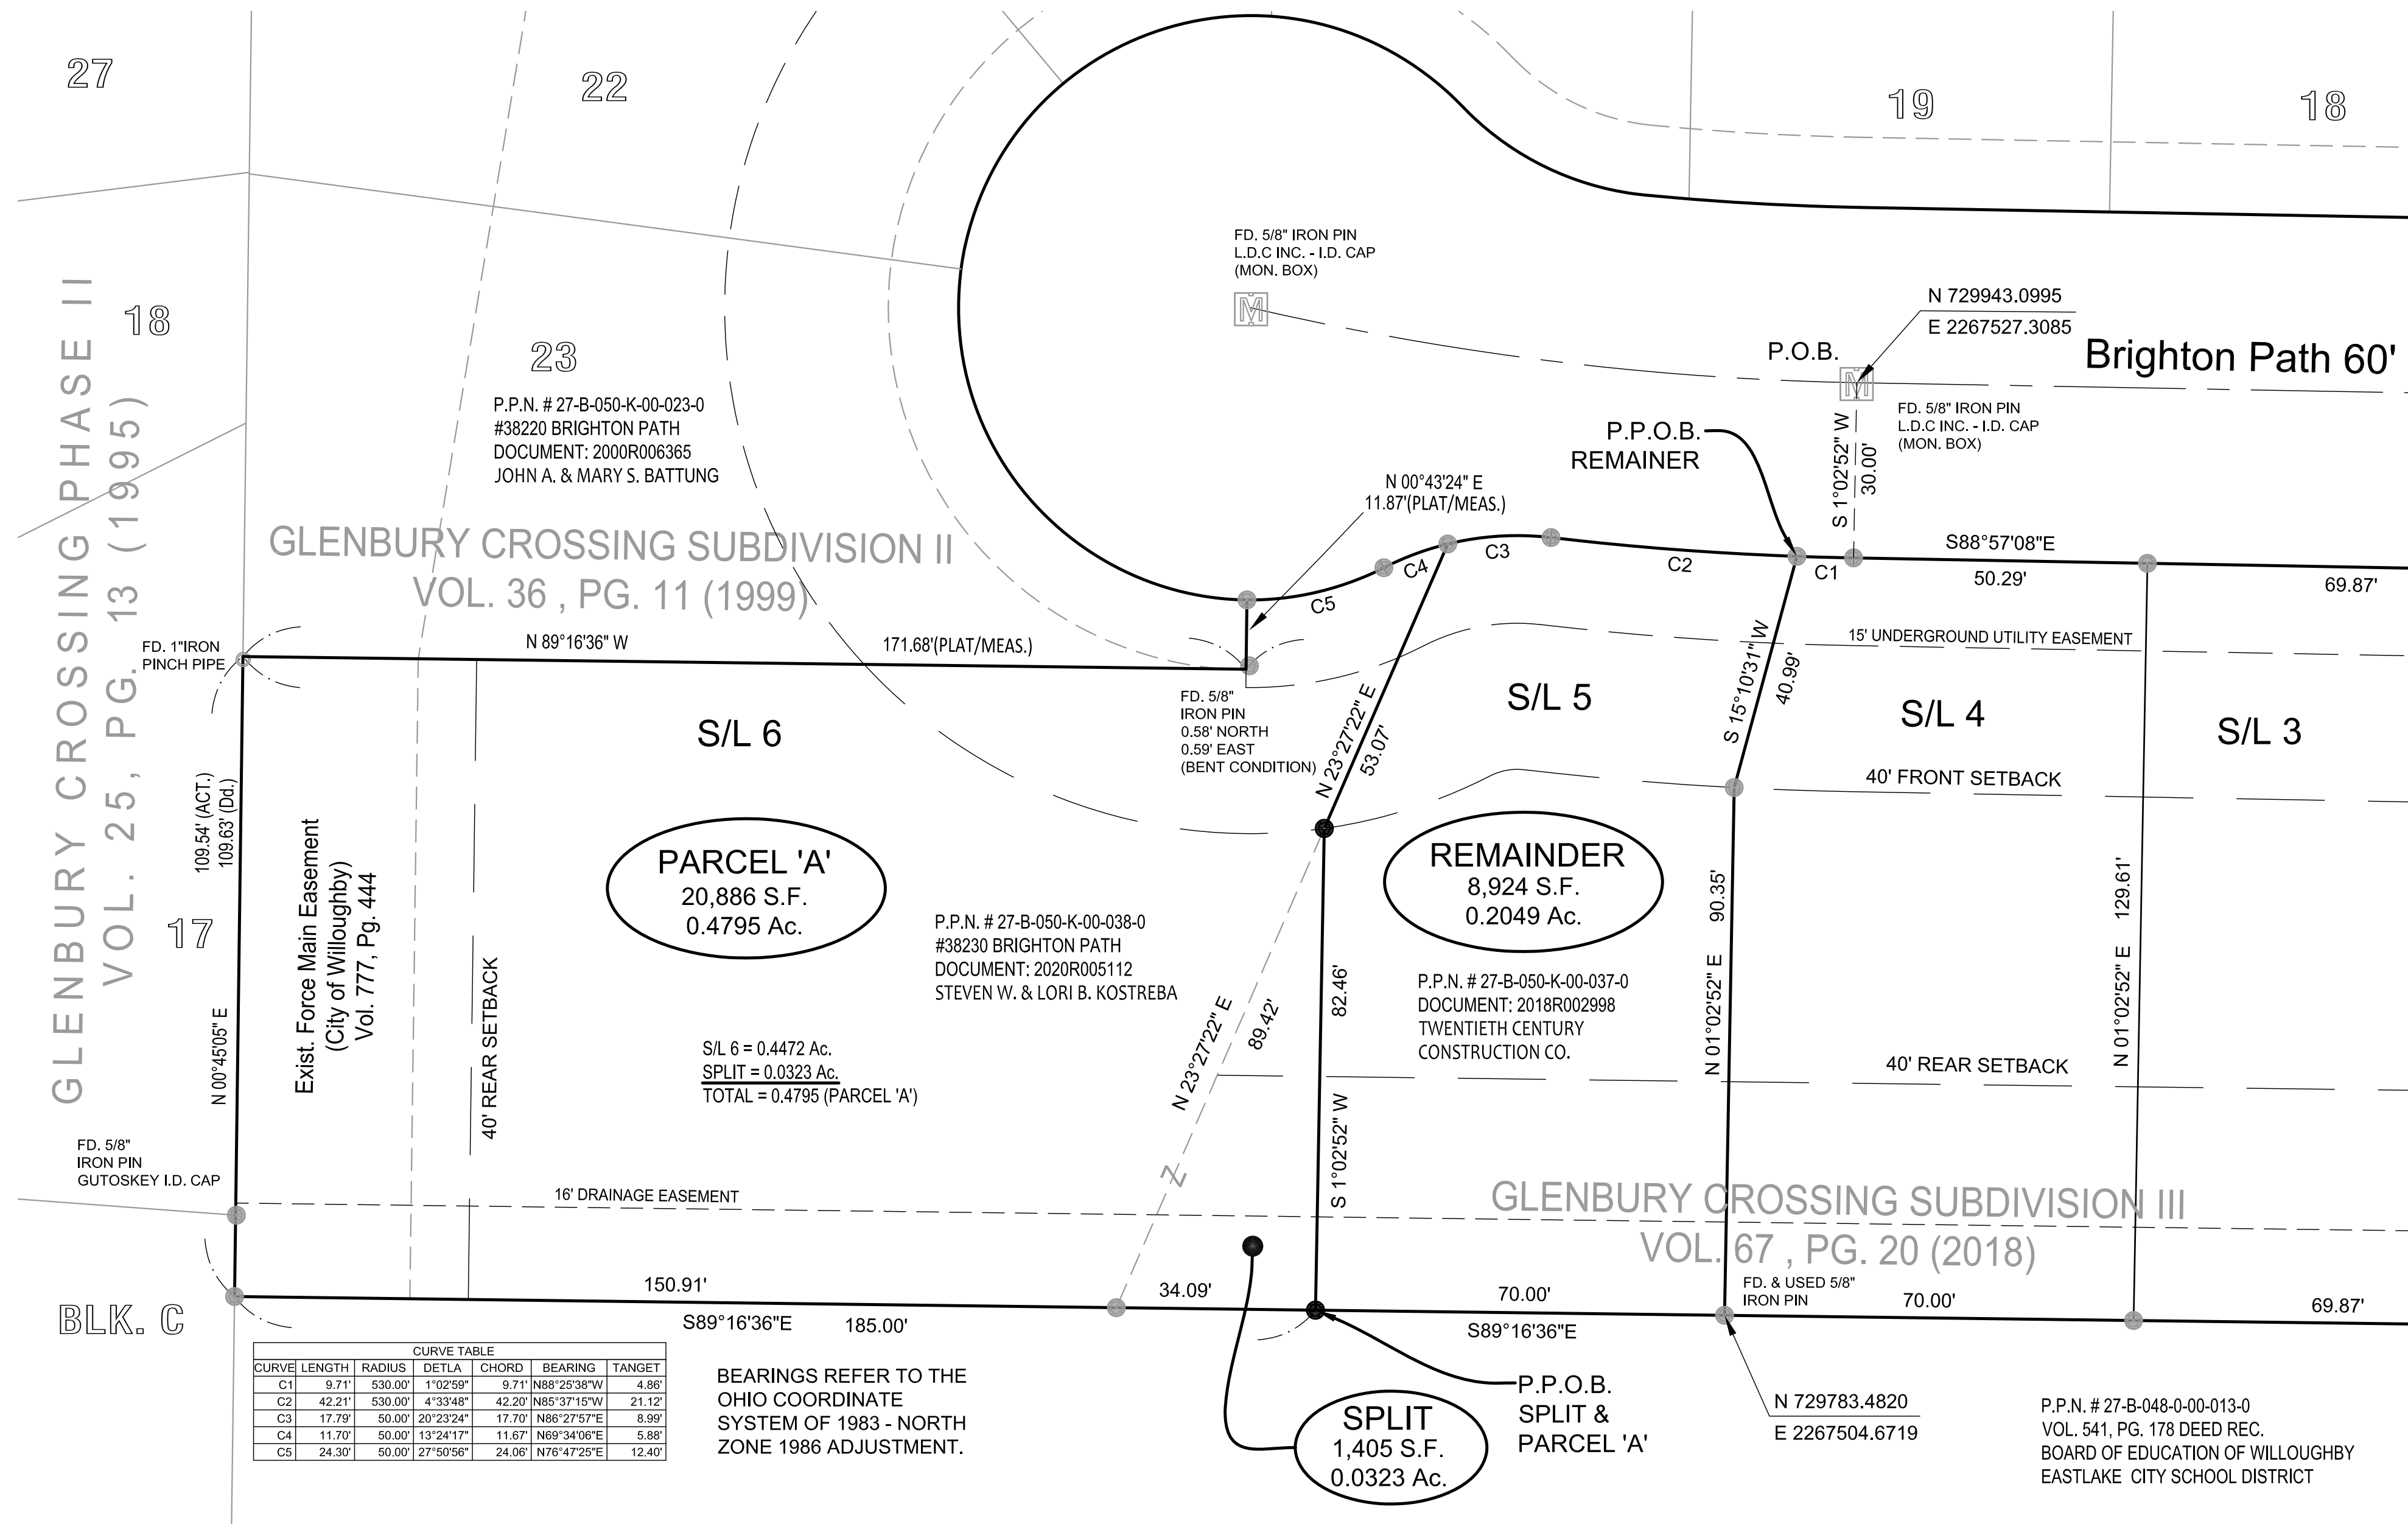 27
22
19
18
FD. 5/8" IRON PIN
L.D.C INC. - I.D. CAP
(MON. BOX)
M
N 729943.0995
E 2267527.3085
P.O.B.
M
Brighton Path 60'
FD. 5/8" IRON PIN
L.D.C INC. - I.D. CAP
(MON. BOX)
S 1°02'52" W
30.00'
18
23
P.P.N. # 27-B-050-K-00-023-0
#38220 BRIGHTON PATH
DOCUMENT: 2000R006365
JOHN A. & MARY S. BATTUNG
GLENBURY CROSSING PHASE II
VOL. 25, PG. 13 (1995)
GLENBURY CROSSING SUBDIVISION II
VOL. 36 , PG. 11 (1999)
P.P.O.B.
REMAINER
N 00°43'24" E
11.87'(PLAT/MEAS.)
C5
C4
C3
C2
C1
S88°57'08"E
50.29'
69.87'
FD. 1"IRON
PINCH PIPE
N 89°16'36" W
171.68'(PLAT/MEAS.)
15' UNDERGROUND UTILITY EASEMENT
FD. 5/8"
IRON PIN
0.58' NORTH
0.59' EAST
(BENT CONDITION)
N 23°27'22" E
53.07'
S 15°10'31" W
40.99'
S/L 6
S/L 5
S/L 4
S/L 3
40' FRONT SETBACK
109.54' (ACT.)
109.63' (Dd.)
N 00°45'05" E
17
Exist. Force Main Easement
(City of Willoughby)
Vol. 777, Pg. 444
40' REAR SETBACK
PARCEL 'A'
20,886 S.F.
0.4795 Ac.
P.P.N. # 27-B-050-K-00-038-0
#38230 BRIGHTON PATH
DOCUMENT: 2020R005112
STEVEN W. & LORI B. KOSTREBA
S/L 6 = 0.4472 Ac.
SPLIT = 0.0323 Ac.
TOTAL = 0.4795 (PARCEL 'A')
N 23°27'22" E
89.42'
Z
82.46'
S 1°02'52" W
REMAINDER
8,924 S.F.
0.2049 Ac.
P.P.N. # 27-B-050-K-00-037-0
DOCUMENT: 2018R002998
TWENTIETH CENTURY
CONSTRUCTION CO.
N 01°02'52" E 90.35'
N 01°02'52" E 129.61'
40' REAR SETBACK
FD. 5/8"
IRON PIN
GUTOSKEY I.D. CAP
16' DRAINAGE EASEMENT
GLENBURY CROSSING SUBDIVISION III
VOL. 67 , PG. 20 (2018)
FD. & USED 5/8"
IRON PIN
150.91'
34.09'
70.00'
70.00'
69.87'
S89°16'36"E
185.00'
S89°16'36"E
BLK. C
CURVE TABLE
CURVE LENGTH RADIUS DETLA CHORD BEARING TANGET
C1 9.71' 530.00' 1°02'59" 9.71' N88°25'38"W 4.86'
C2 42.21' 530.00' 4°33'48" 42.20' N85°37'15"W 21.12'
C3 17.79' 50.00' 20°23'24" 17.70' N86°27'57"E 8.99'
C4 11.70' 50.00' 13°24'17" 11.67' N69°34'06"E 5.88'
C5 24.30' 50.00' 27°50'56" 24.06' N76°47'25"E 12.40'
BEARINGS REFER TO THE
OHIO COORDINATE
SYSTEM OF 1983 - NORTH
ZONE 1986 ADJUSTMENT.
SPLIT
1,405 S.F.
0.0323 Ac.
P.P.O.B.
SPLIT &
PARCEL 'A'
N 729783.4820
E 2267504.6719
P.P.N. # 27-B-048-0-00-013-0
VOL. 541, PG. 178 DEED REC.
BOARD OF EDUCATION OF WILLOUGHBY
EASTLAKE CITY SCHOOL DISTRICT